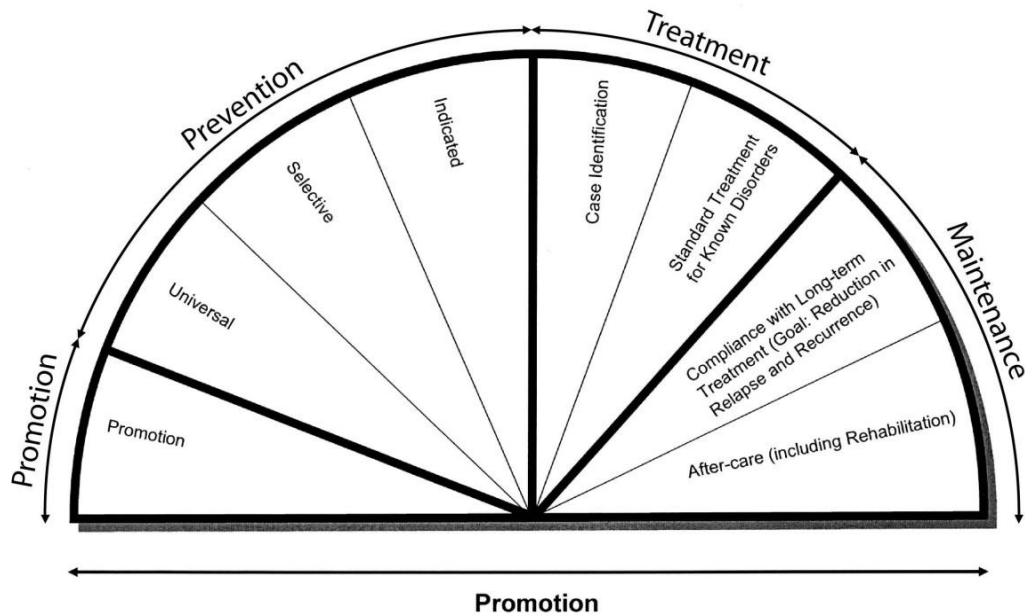 Promotion
Prevention
Treatment
Maintenance
Promotion
Universal
Selective
Indicated
Case Identification
Standard Treatment
for Known Disorders
Compliance with Long-term
Treatment (Goal: Reduction in
Relapse and Recurrence)
After-care (including Rehabilitation)
Promotion